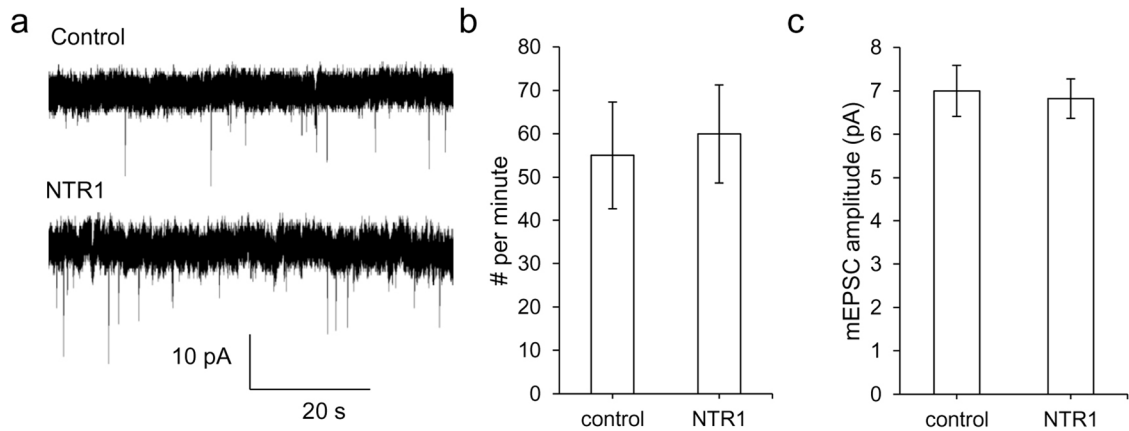 a
Control
NTR1
10 pA
20 s
b
# per minute
80
70
60
50
40
30
20
10
0
control
NTR1
c
mEPSC amplitude (pA)
8
7
6
5
4
3
2
1
0
control
NTR1